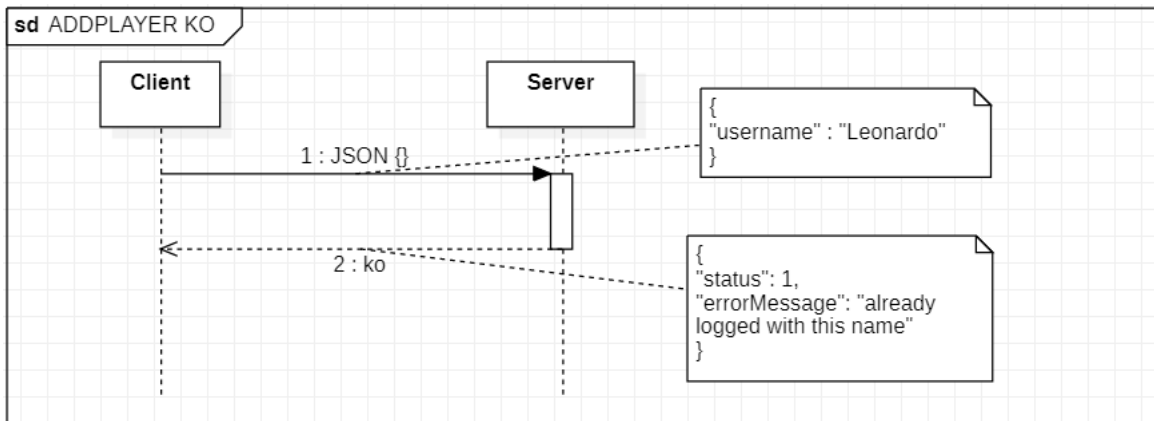 sd ADDPLAYER KO
Client
Server
{
"username" : "Leonardo"
}
1 : JSON {}
2 : ko
{
"status": 1,
"errorMessage": "already
logged with this name"
}